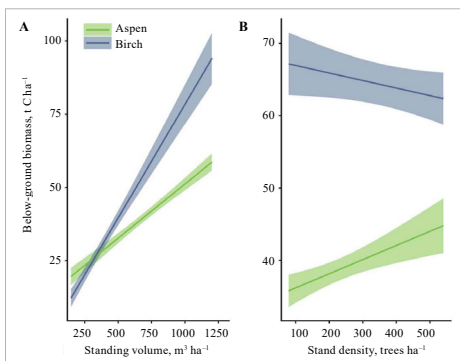 A
Aspen
Birch
Below-ground biomass, t C ha⁻¹
100
75
50
25
250
500
750
1000
1250
Standing volume, m³ ha⁻¹
B
70
60
50
40
100
200
300
400
500
Stand density, trees ha⁻¹